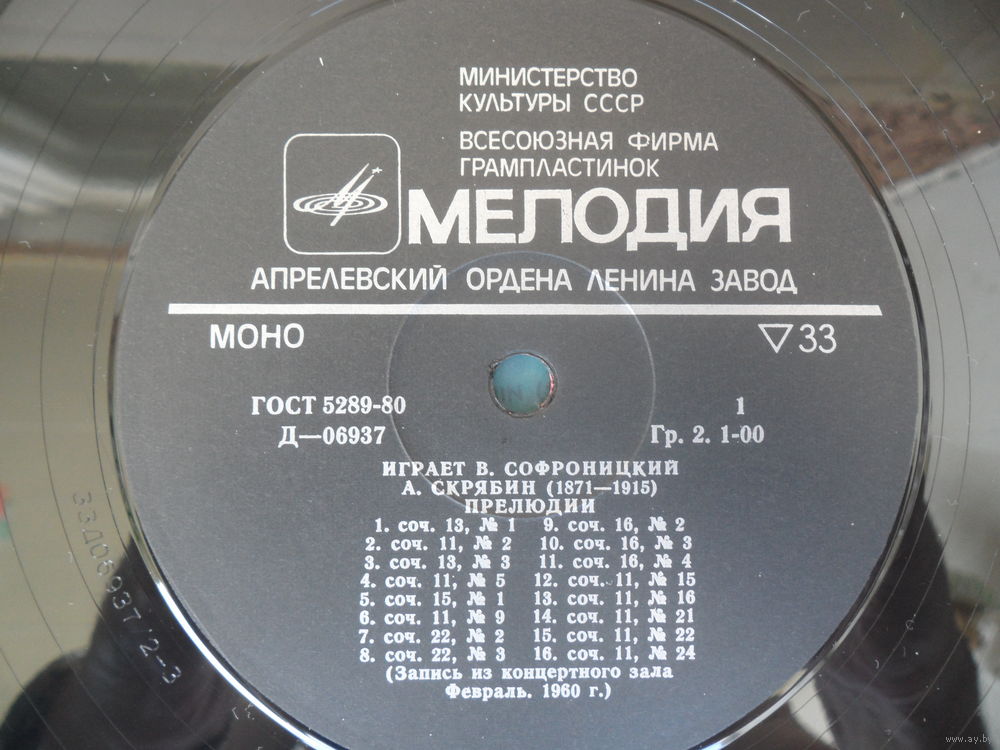 МИНИСТЕРСТВО
КУЛЬТУРЫ СССР
ВСЕСОЮЗНАЯ ФИРМА
ГРАМПЛАСТИНОК
МЕЛОДИЯ
АПРЕЛЕВСКИЙ ОРДЕНА ЛЕНИНА ЗАВОД
МОНО ▽33
ГОСТ 5289-80 1
Д—06937 Гр. 2. 1-00
ИГРАЕТ В. СОФРОНИЦКИЙ
А. СКРЯБИН (1871—1915)
ПРЕЛЮДИИ
1. соч. 13, № 1 9. соч. 16, № 2
2. соч. 11, № 2 10. соч. 16, № 3
3. соч. 13, № 3 11. соч. 16, № 4
4. соч. 11, № 5 12. соч. 11, № 15
5. соч. 15, № 1 13. соч. 11, № 16
6. соч. 11, № 9 14. соч. 11, № 21
7. соч. 22, № 2 15. соч. 11, № 22
8. соч. 22, № 3 16. соч. 11, № 24
(Запись из концертного зала
Февраль. 1960 г.)
33Д06937 2-3
www.ay.by